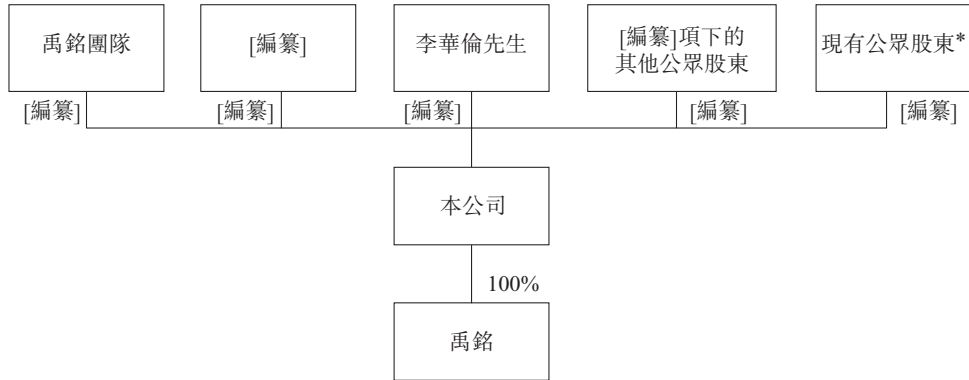 禹銘團隊
[編纂]
李華倫先生
[編纂]項下的
其他公眾股東
現有公眾股東*
[編纂]
[編纂]
[編纂]
[編纂]
[編纂]
本公司
100%
禹銘